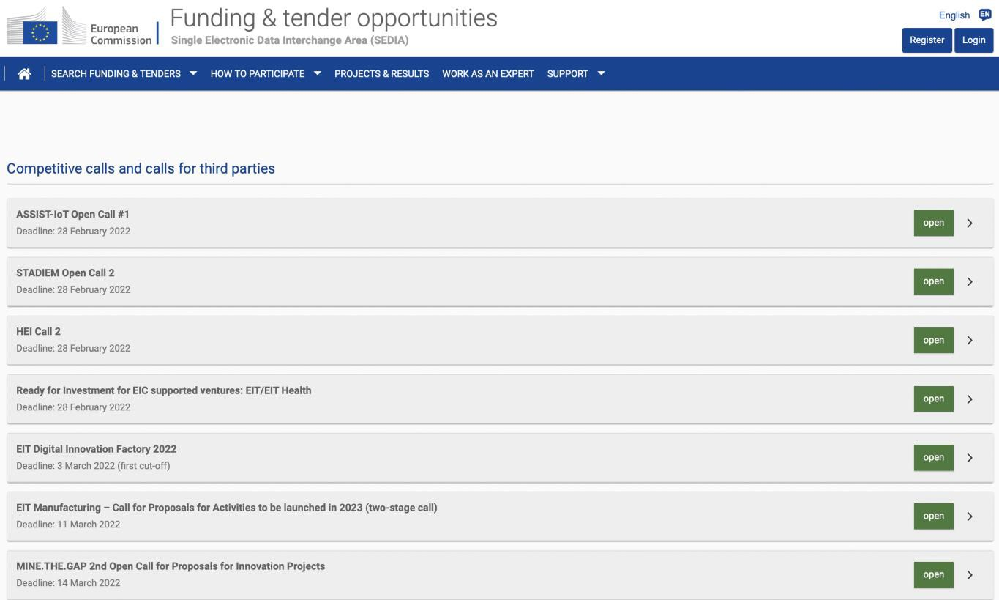 European
Commission
Funding & tender opportunities
Single Electronic Data Interchange Area (SEDIA)
English EN
Register Login
SEARCH FUNDING & TENDERS HOW TO PARTICIPATE PROJECTS & RESULTS WORK AS AN EXPERT SUPPORT
Competitive calls and calls for third parties
ASSIST-IoT Open Call #1
Deadline: 28 February 2022
open
STADIEM Open Call 2
Deadline: 28 February 2022
open
HEI Call 2
Deadline: 28 February 2022
open
Ready for Investment for EIC supported ventures: EIT/EIT Health
Deadline: 28 February 2022
open
EIT Digital Innovation Factory 2022
Deadline: 3 March 2022 (first cut-off)
open
EIT Manufacturing – Call for Proposals for Activities to be launched in 2023 (two-stage call)
Deadline: 11 March 2022
open
MINE.THE.GAP 2nd Open Call for Proposals for Innovation Projects
Deadline: 14 March 2022
open